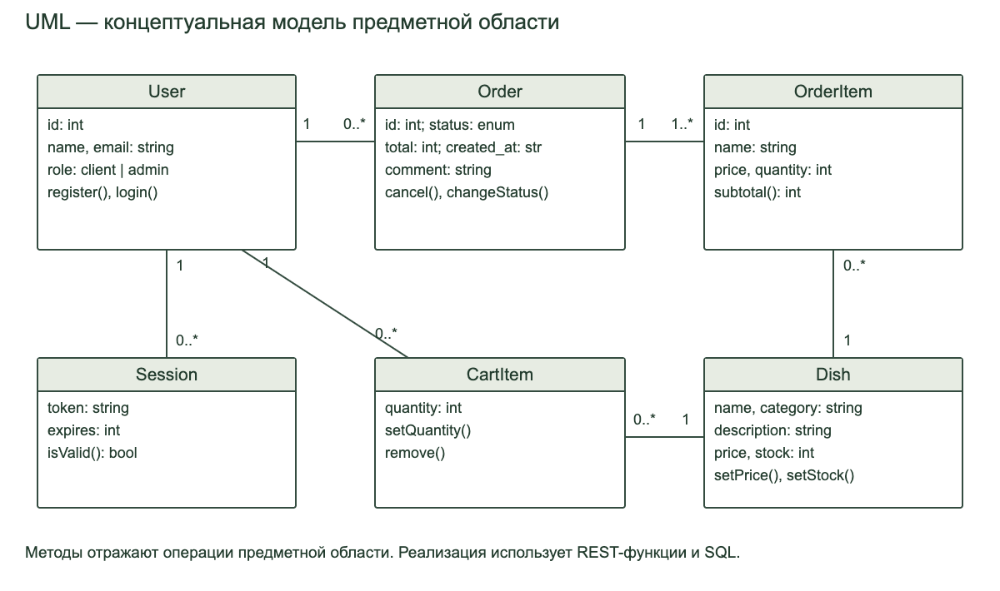 UML — концептуальная модель предметной области
User
id: int
name, email: string
role: client | admin
register(), login()
1
0..*
Order
id: int; status: enum
total: int; created_at: str
comment: string
cancel(), changeStatus()
1
1..*
OrderItem
id: int
name: string
price, quantity: int
subtotal(): int
1
0..*
1
0..*
0..*
1
Session
token: string
expires: int
isValid(): bool
CartItem
quantity: int
setQuantity()
remove()
0..*
1
Dish
name, category: string
description: string
price, stock: int
setPrice(), setStock()
Методы отражают операции предметной области. Реализация использует REST-функции и SQL.